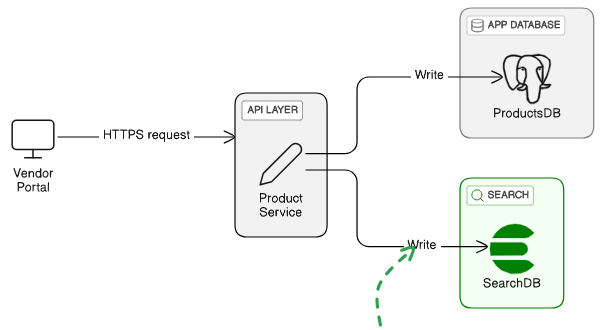 APP DATABASE
Write
ProductsDB
API LAYER
HTTPS request
Vendor
Portal
Product
Service
SEARCH
Write
SearchDB